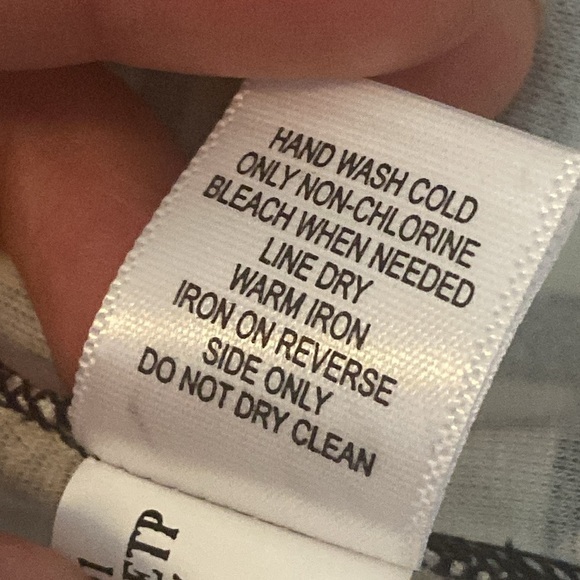 HAND WASH COLD
ONLY NON-CHLORINE
BLEACH WHEN NEEDED
LINE DRY
WARM IRON
IRON ON REVERSE
SIDE ONLY
DO NOT DRY CLEAN